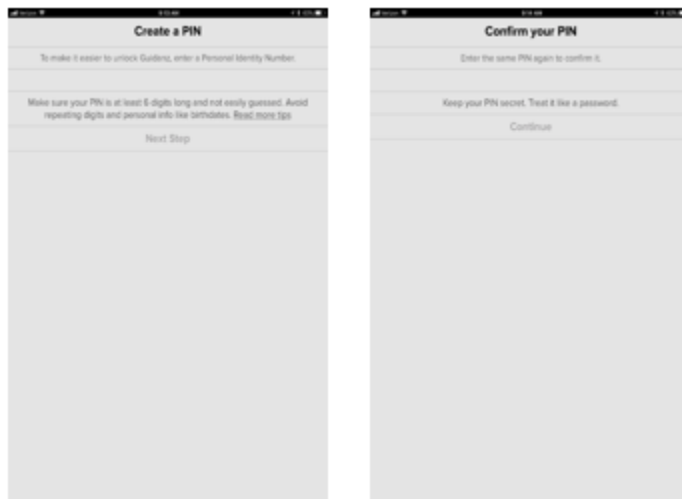 Create a PIN
To make it easier to unlock Guidenz, enter a Personal Identity Number.
Make sure your PIN is at least 6-digits long and not easily guessed. Avoid
repeating digits and personal info like birthdates. Read more tips
Next Step
Confirm your PIN
Enter the same PIN again to confirm it.
Keep your PIN secret. Treat it like a password.
Continue